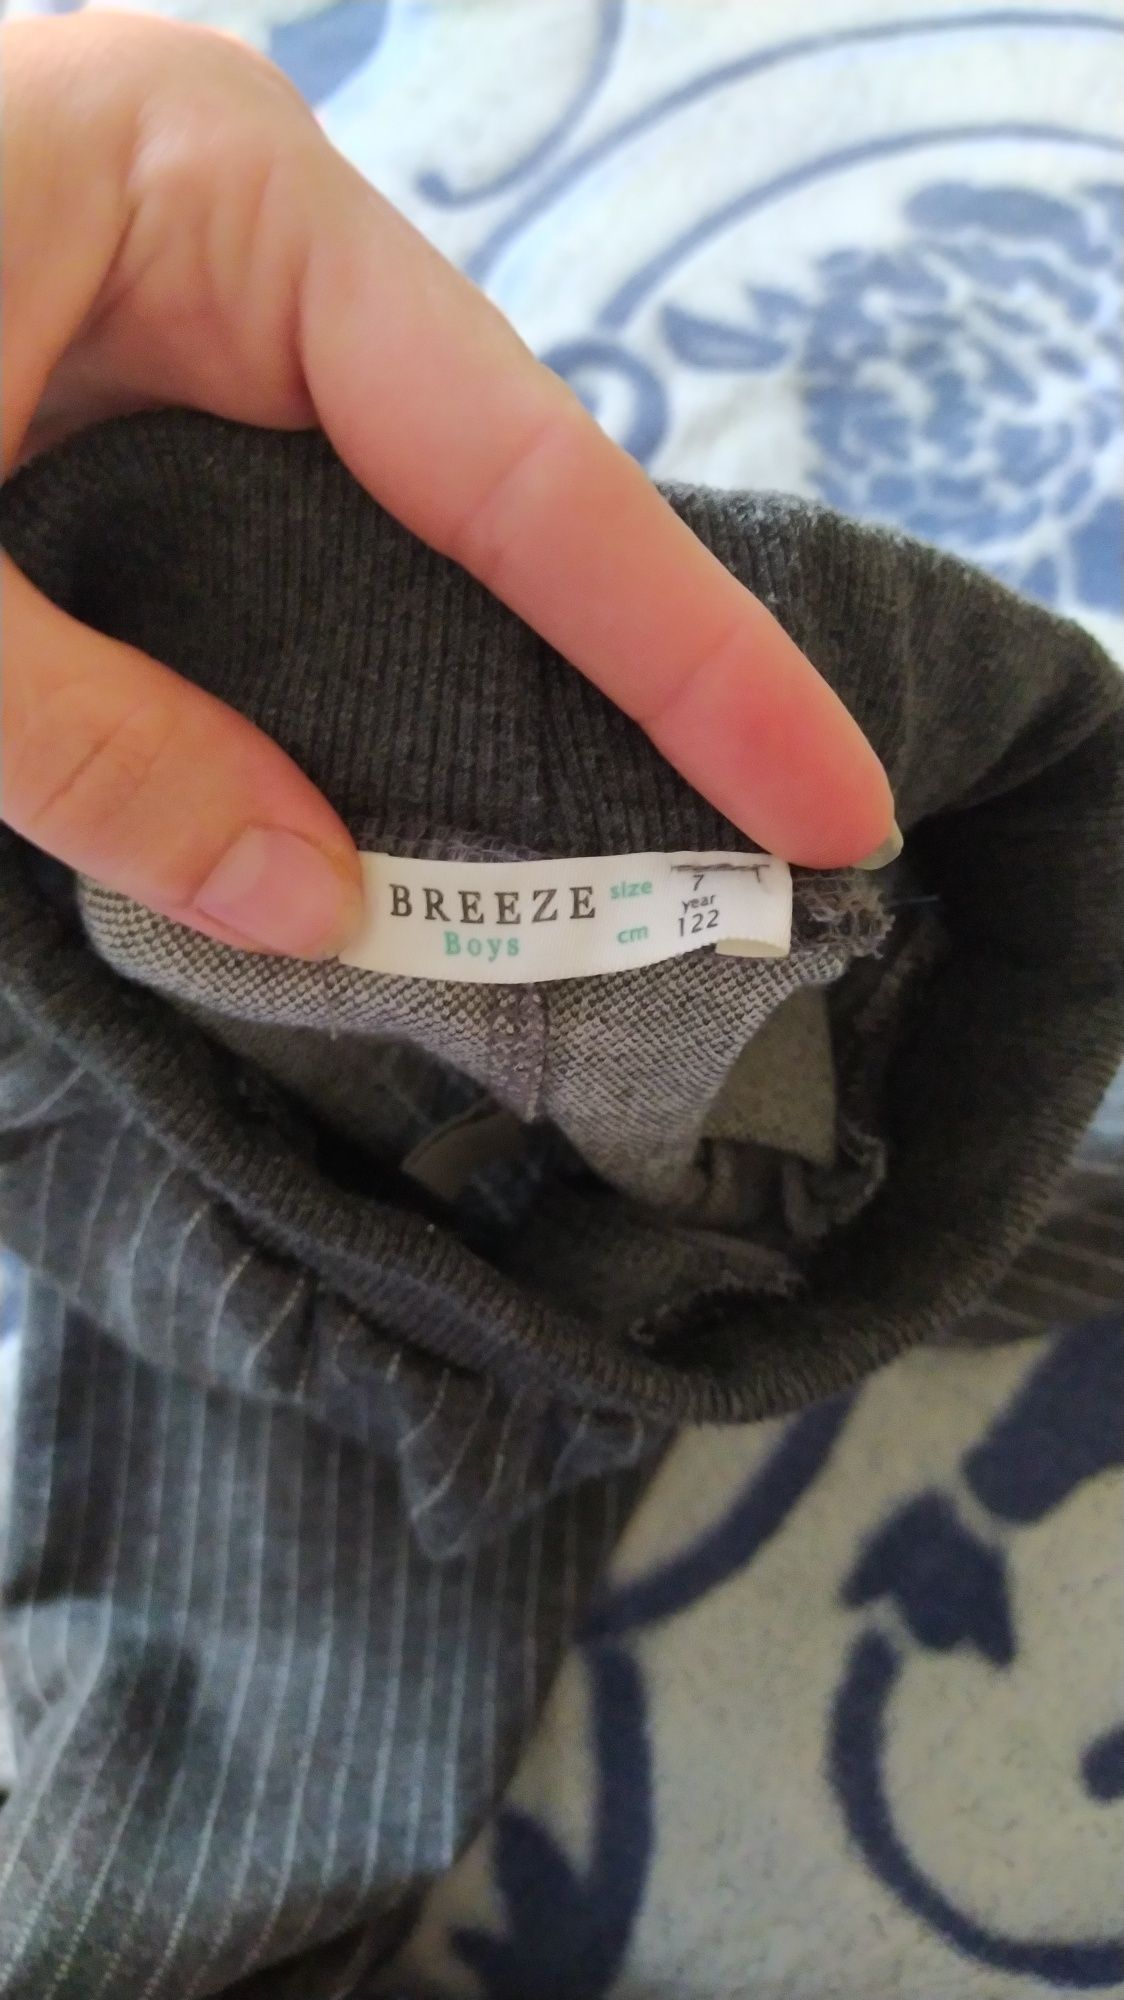 BREEZE
Boys
size 7
year
cm 122